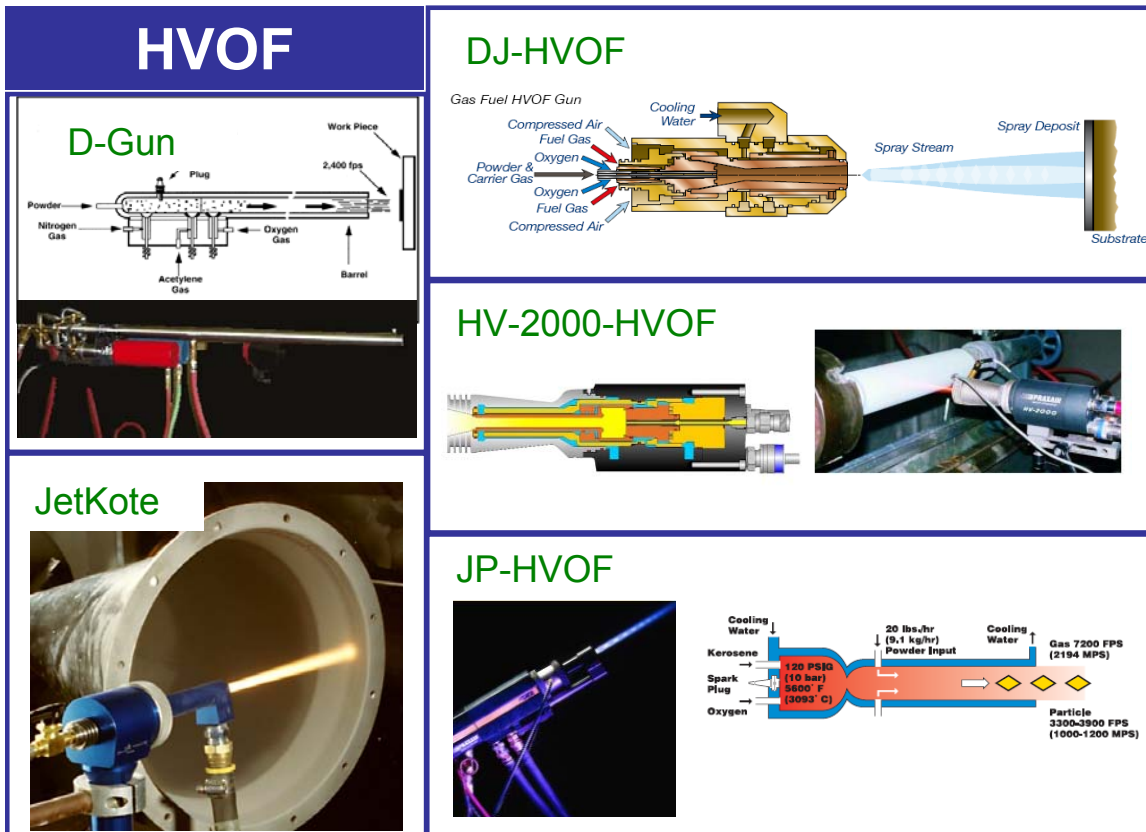 HVOF
D-Gun
Work Piece
2,400 fps
Plug
Powder
Nitrogen
Gas
Oxygen
Gas
Acetylene
Gas
Barrel
JetKote
DJ-HVOF
Gas Fuel HVOF Gun
Cooling
Water
Compressed Air
Fuel Gas
Oxygen
Powder &
Carrier Gas
Oxygen
Fuel Gas
Compressed Air
Spray Stream
Spray Deposit
Substrate
HV-2000-HVOF
PRAXAIR
HV-2000
JP-HVOF
Cooling
Water
Kerosene
Spark
Plug
Oxygen
120 PSIG
(10 bar)
5600° F
(3093° C)
20 lbs./hr
(9.1 kg/hr)
Powder Input
Cooling
Water
Gas 7200 FPS
(2194 MPS)
Particle
3300-3900 FPS
(1000-1200 MPS)